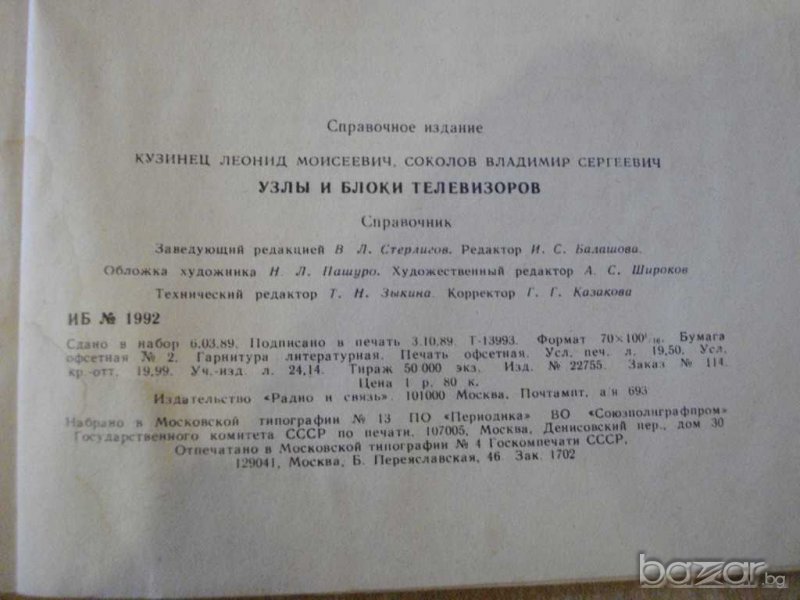 Справочное издание
КУЗИНЕЦ ЛЕОНИД МОИСЕЕВИЧ, СОКОЛОВ ВЛАДИМИР СЕРГЕЕВИЧ
УЗЛЫ И БЛОКИ ТЕЛЕВИЗОРОВ
Справочник
Заведующий редакцией В Л. Стерлигов. Редактор И. С. Балашова.
Обложка художника Н. Л. Пашуро. Художественный редактор А. С. Широков
Технический редактор Т. Н. Зыкина. Корректор Г. Г. Казакова
ИБ № 1992
Сдано в набор 6.03.89. Подписано в печать 3.10.89. Т-13993. Формат 70×100¹/₁₆. Бумага
офсетная № 2. Гарнитура литературная. Печать офсетная. Усл. печ. л. 19,50. Усл.
кр.-отт. 19,99. Уч.-изд. л. 24,14. Тираж 50 000 экз. Изд. № 22755. Заказ № 114.
Цена 1 р. 80 к.
Издательство «Радио и связь». 101000 Москва, Почтамт, а/я 693
Набрано в Московской типографии № 13 ПО «Периодика» ВО «Союзполиграфпром»
Государственного комитета СССР по печати. 107005, Москва, Денисовский пер., дом 30
Отпечатано в Московской типографии № 4 Госкомпечати СССР,
129041, Москва, Б. Переяславская, 46. Зак. 1702
bazar.bg